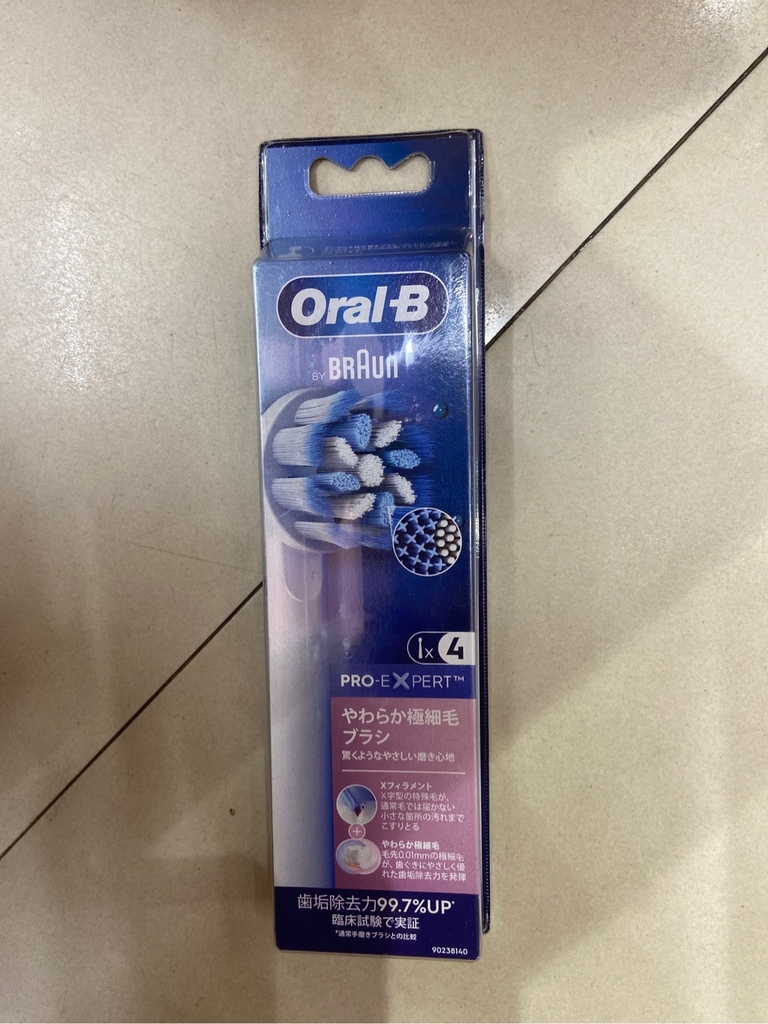 Oral-B
BY BRAUN
1x 4
PRO-EXPERT™
やわらか極細毛
ブラシ
驚くようなやさしい磨き心地
Xフィラメント
X字型の特殊毛が、
通常毛では届かない
小さな箇所の汚れまで
こすりとる
+
やわらか極細毛
毛先0.01mmの極細毛
が、歯ぐきにやさしく優
れた歯垢除去力を発揮
歯垢除去力99.7%UP*
臨床試験で実証
*通常手磨きブラシとの比較
90238140